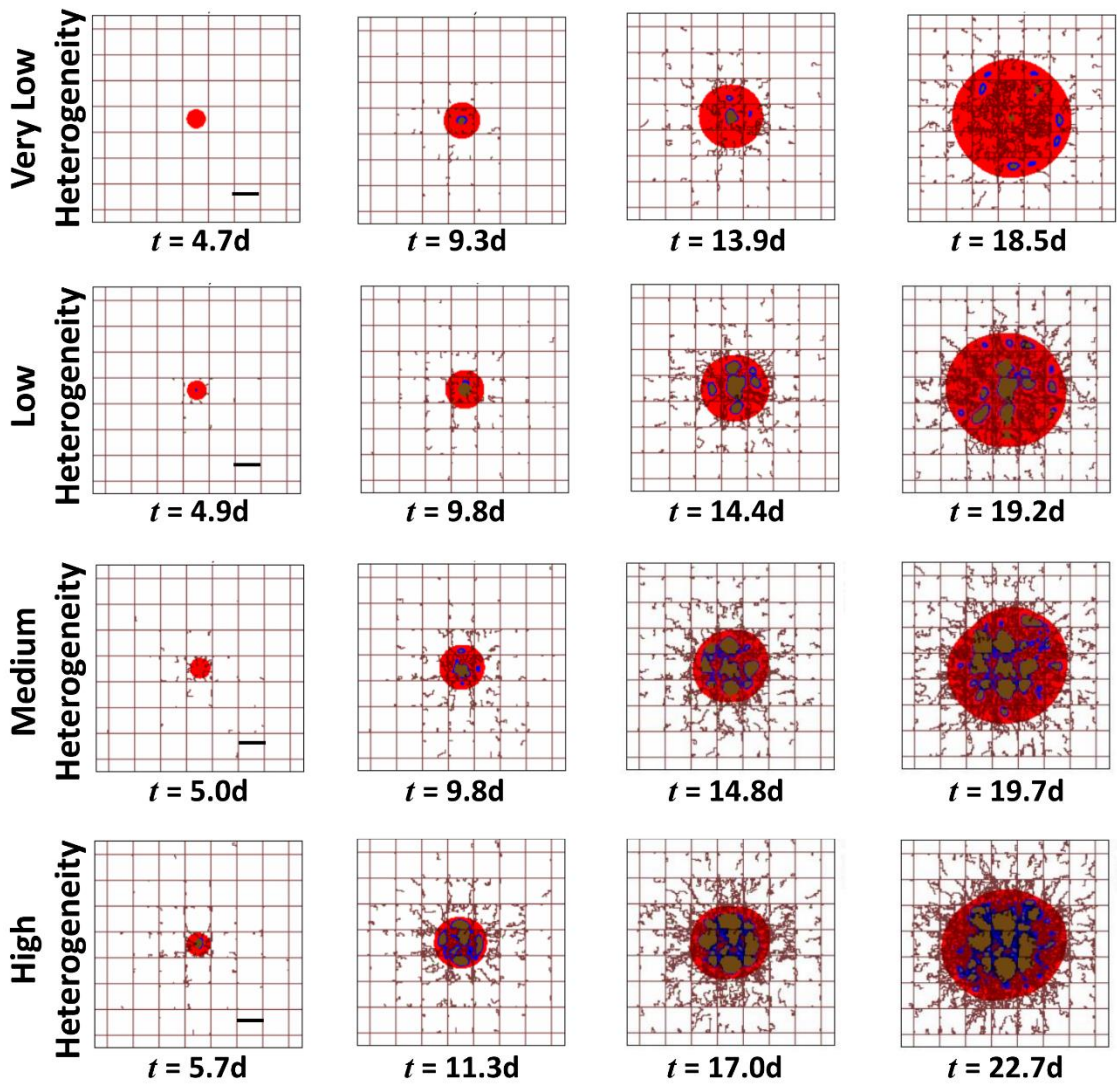 Very Low
Heterogeneity
t = 4.7d
t = 9.3d
t = 13.9d
t = 18.5d
Low
Heterogeneity
t = 4.9d
t = 9.8d
t = 14.4d
t = 19.2d
Medium
Heterogeneity
t = 5.0d
t = 9.8d
t = 14.8d
t = 19.7d
High
Heterogeneity
t = 5.7d
t = 11.3d
t = 17.0d
t = 22.7d